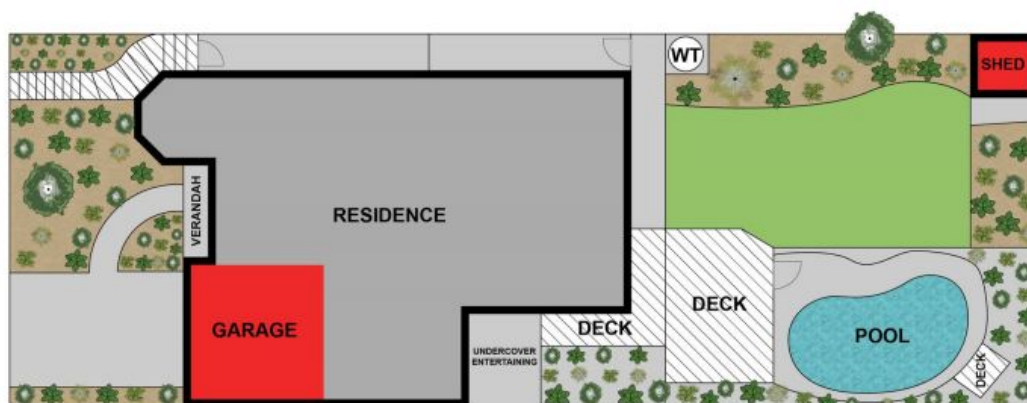 WT
SHED
VERANDAH
RESIDENCE
GARAGE
DECK
DECK
UNDERCOVER
ENTERTAINING
POOL
DECK